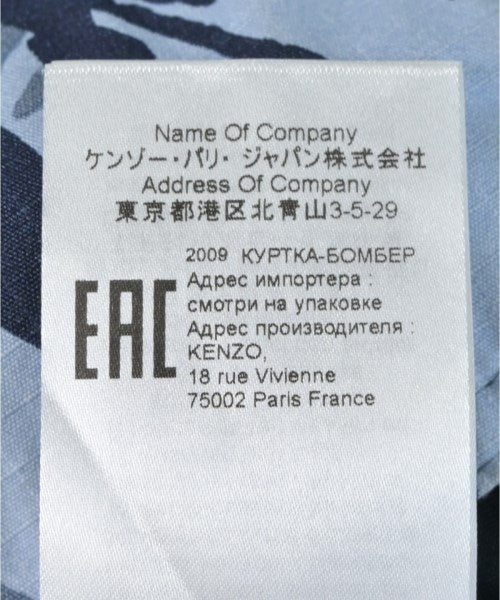 Name Of Company
ケンゾー・パリ・ジャパン株式会社
Address Of Company
東京都港区北青山3-5-29
2009 КУРТКА-БОМБЕР
EAC
Адрес импортера :
смотри на упаковке
Адрес производителя :
KENZO,
18 rue Vivienne
75002 Paris France